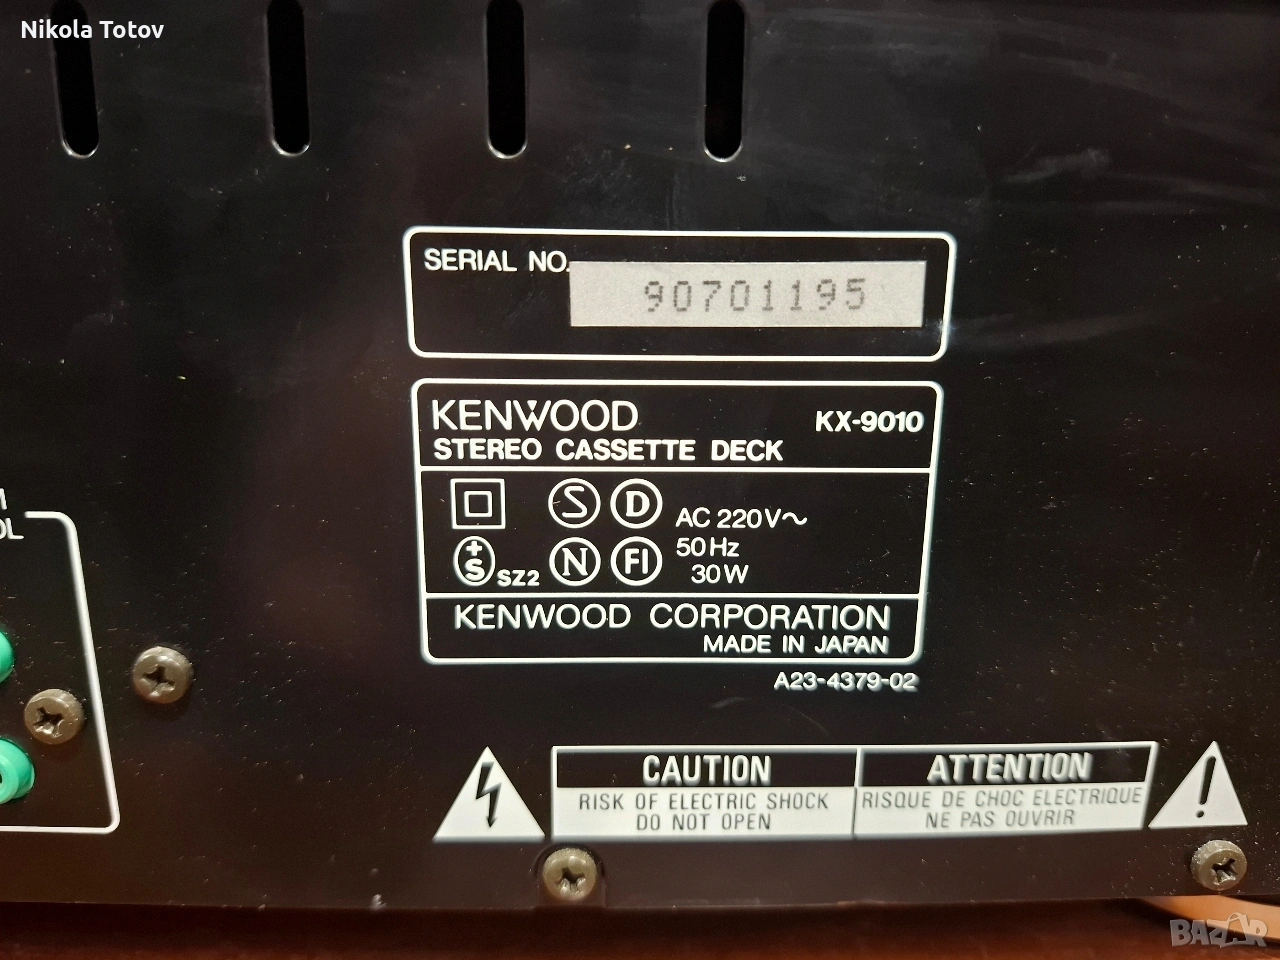 Nikola Totov
SERIAL NO.
90701195
KENWOOD KX-9010
STEREO CASSETTE DECK
S D
AC 220V~
50Hz
30W
+S SZ2 N FI
KENWOOD CORPORATION
MADE IN JAPAN
A23-4379-02
CAUTION
RISK OF ELECTRIC SHOCK
DO NOT OPEN
ATTENTION
RISQUE DE CHOC ELECTRIQUE
NE PAS OUVRIR
BAZAR